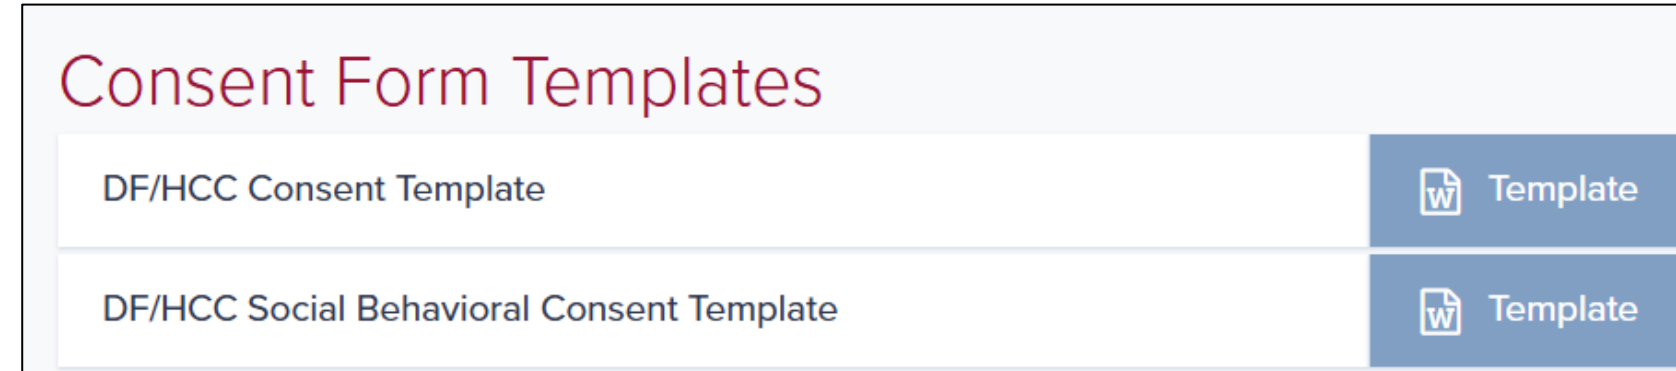 Consent Form Templates
DF/HCC Consent Template
Template
DF/HCC Social Behavioral Consent Template
Template